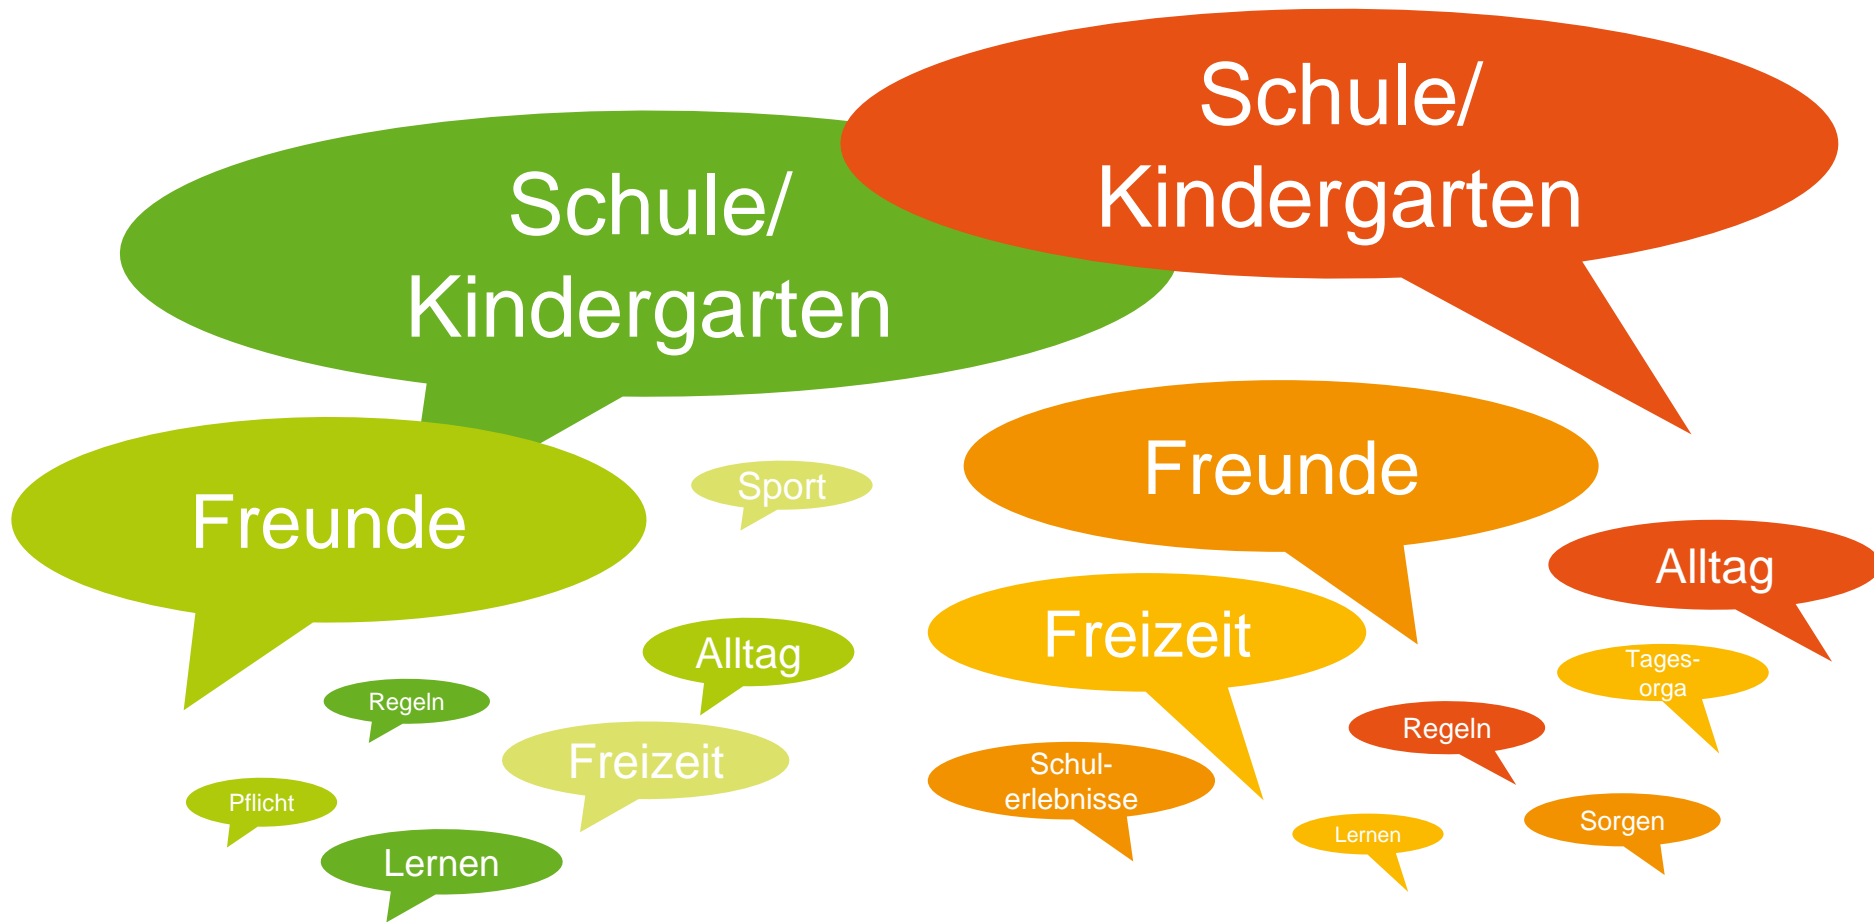 Schule/
Kindergarten
Freunde
Sport
Alltag
Regeln
Freizeit
Pflicht
Lernen
Schule/
Kindergarten
Freunde
Alltag
Freizeit
Tages-
orga
Regeln
Schul-
erlebnisse
Sorgen
Lernen